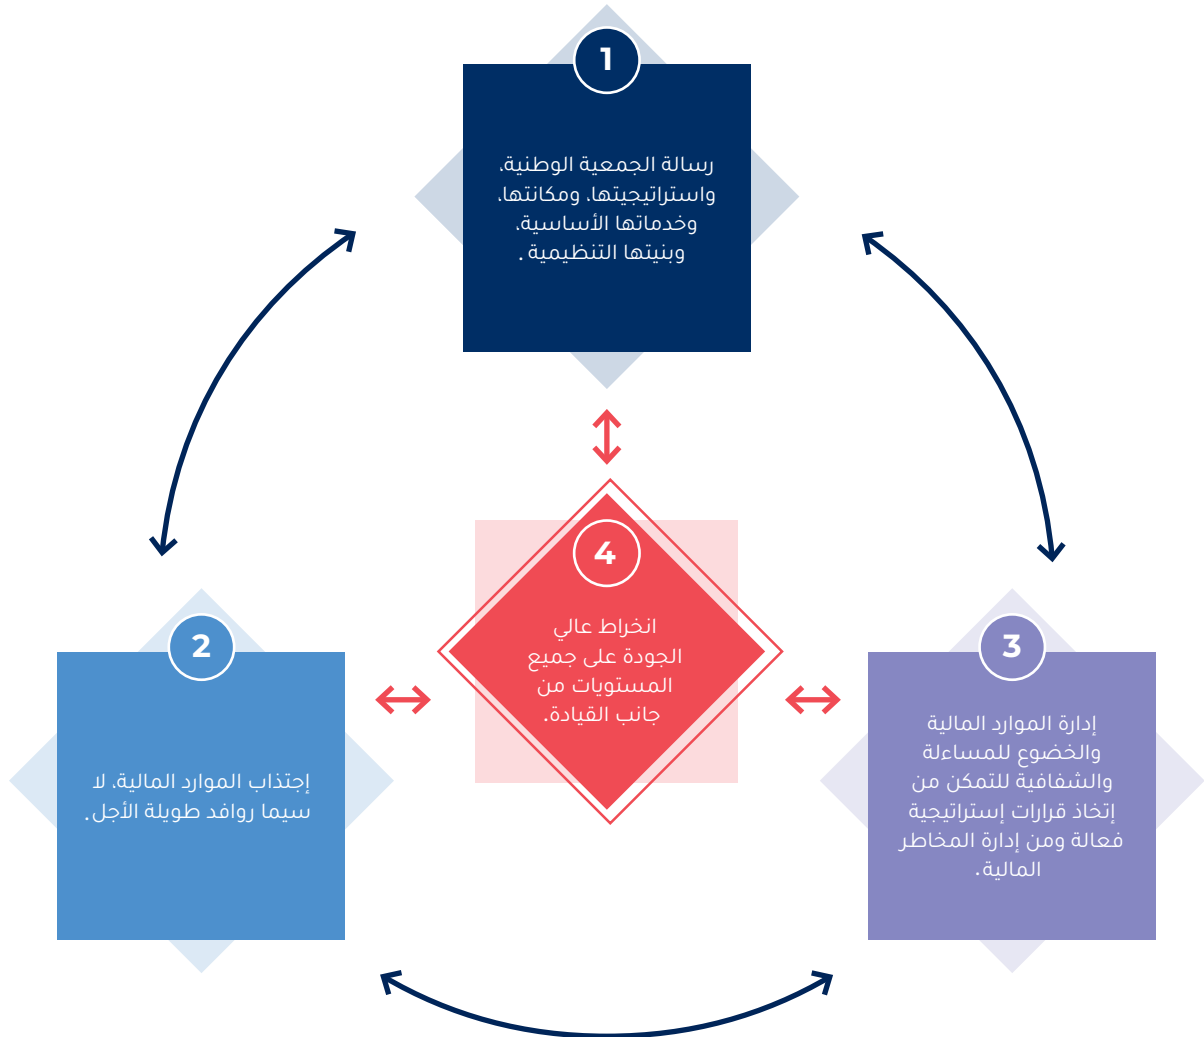 1
رسالة الجمعية الوطنية،
واستراتيجيتها، ومكانتها،
وخدماتها الأساسية،
وبنيتها التنظيمية .
2
إجتذاب الموارد المالية، لا
سيما روافد طويلة الأجل .
3
إدارة الموارد المالية
والخضوع للمساءلة
والشفافية للتمكن من
إتخاذ قرارات إستراتيجية
فعالة ومن إدارة المخاطر
المالية .
4
انخراط عالي
الجودة على جميع
المستويات من
جانب القيادة.